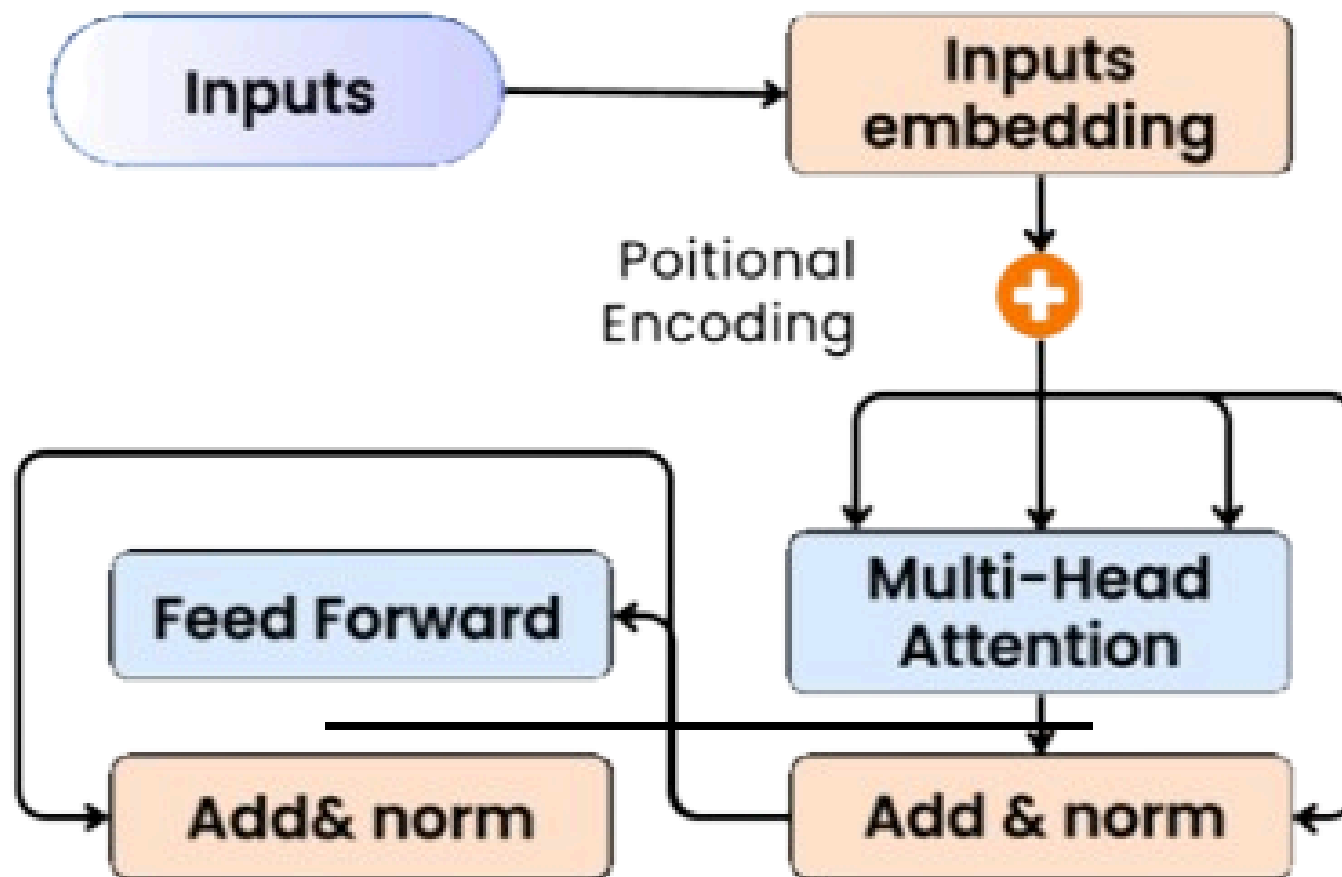 Inputs
Inputs
embedding
Poitional
Encoding
Multi-Head
Attention
Feed Forward
Add& norm
Add & norm